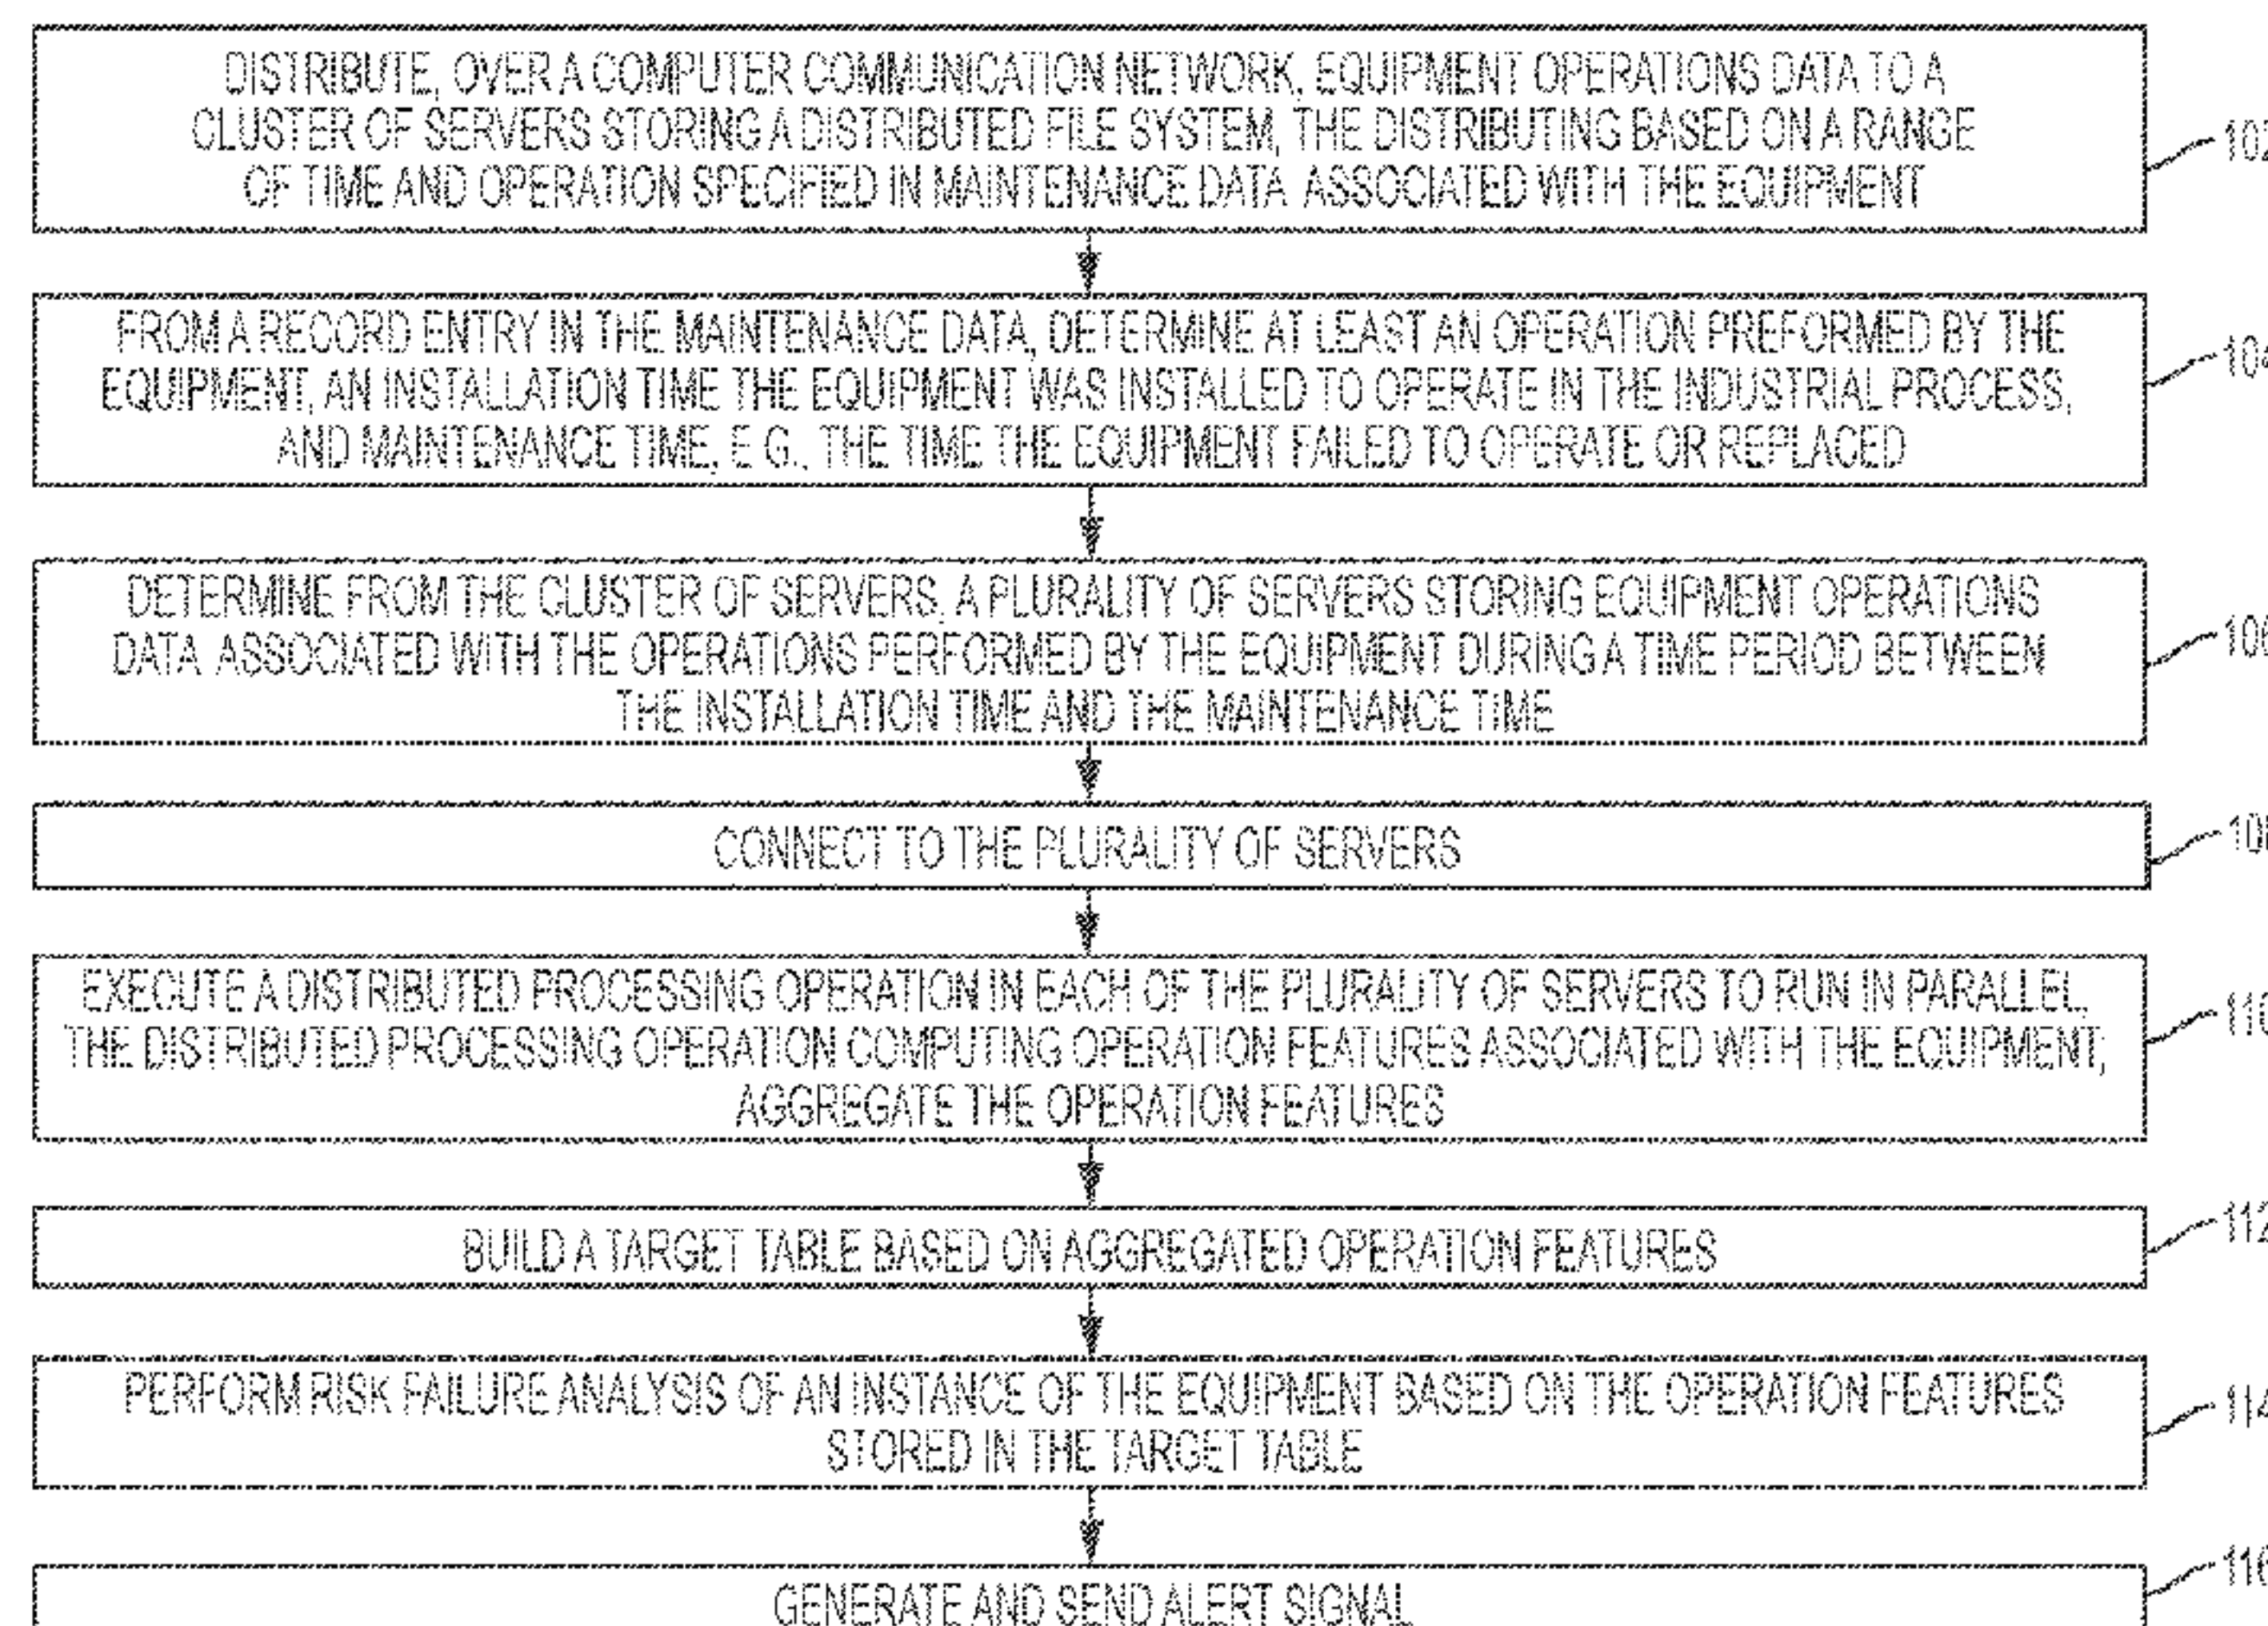 DISTRIBUTE, OVER A COMPUTER COMMUNICATION NETWORK, EQUIPMENT OPERATIONS DATA TO A
CLUSTER OF SERVERS STORING A DISTRIBUTED FILE SYSTEM, THE DISTRIBUTING BASED ON A RANGE
OF TIME AND OPERATION SPECIFIED IN MAINTENANCE DATA ASSOCIATED WITH THE EQUIPMENT
102
FROM A RECORD ENTRY IN THE MAINTENANCE DATA, DETERMINE AT LEAST AN OPERATION PREFORMED BY THE
EQUIPMENT, AN INSTALLATION TIME THE EQUIPMENT WAS INSTALLED TO OPERATE IN THE INDUSTRIAL PROCESS,
AND MAINTENANCE TIME, E.G., THE TIME THE EQUIPMENT FAILED TO OPERATE OR REPLACED
104
DETERMINE FROM THE CLUSTER OF SERVERS, A PLURALITY OF SERVERS STORING EQUIPMENT OPERATIONS
DATA ASSOCIATED WITH THE OPERATIONS PERFORMED BY THE EQUIPMENT DURING A TIME PERIOD BETWEEN
THE INSTALLATION TIME AND THE MAINTENANCE TIME
106
CONNECT TO THE PLURALITY OF SERVERS
108
EXECUTE A DISTRIBUTED PROCESSING OPERATION IN EACH OF THE PLURALITY OF SERVERS TO RUN IN PARALLEL,
THE DISTRIBUTED PROCESSING OPERATION COMPUTING OPERATION FEATURES ASSOCIATED WITH THE EQUIPMENT;
AGGREGATE THE OPERATION FEATURES
110
BUILD A TARGET TABLE BASED ON AGGREGATED OPERATION FEATURES
112
PERFORM RISK FAILURE ANALYSIS OF AN INSTANCE OF THE EQUIPMENT BASED ON THE OPERATION FEATURES
STORED IN THE TARGET TABLE
114
GENERATE AND SEND ALERT SIGNAL
116